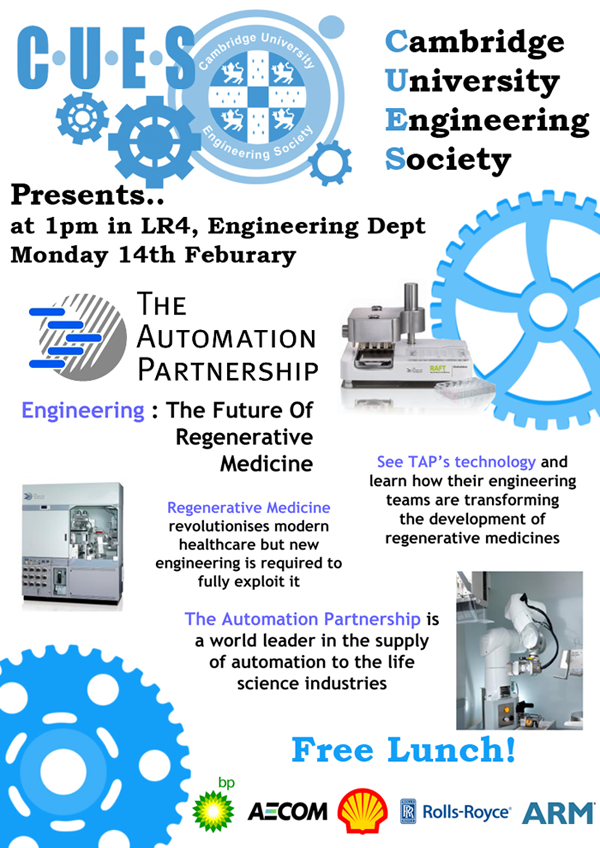 C·U·E·S
Cambridge University
Engineering Society
Cambridge
University
Engineering
Society
Presents..
at 1pm in LR4, Engineering Dept
Monday 14th Feburary
THE
AUTOMATION
PARTNERSHIP
RAFT
Engineering : The Future Of
Regenerative
Medicine
See TAP's technology and
learn how their engineering
teams are transforming
the development of
regenerative medicines
Regenerative Medicine
revolutionises modern
healthcare but new
engineering is required to
fully exploit it
The Automation Partnership is
a world leader in the supply
of automation to the life
science industries
Free Lunch!
bp
AECOM
Rolls-Royce
ARM